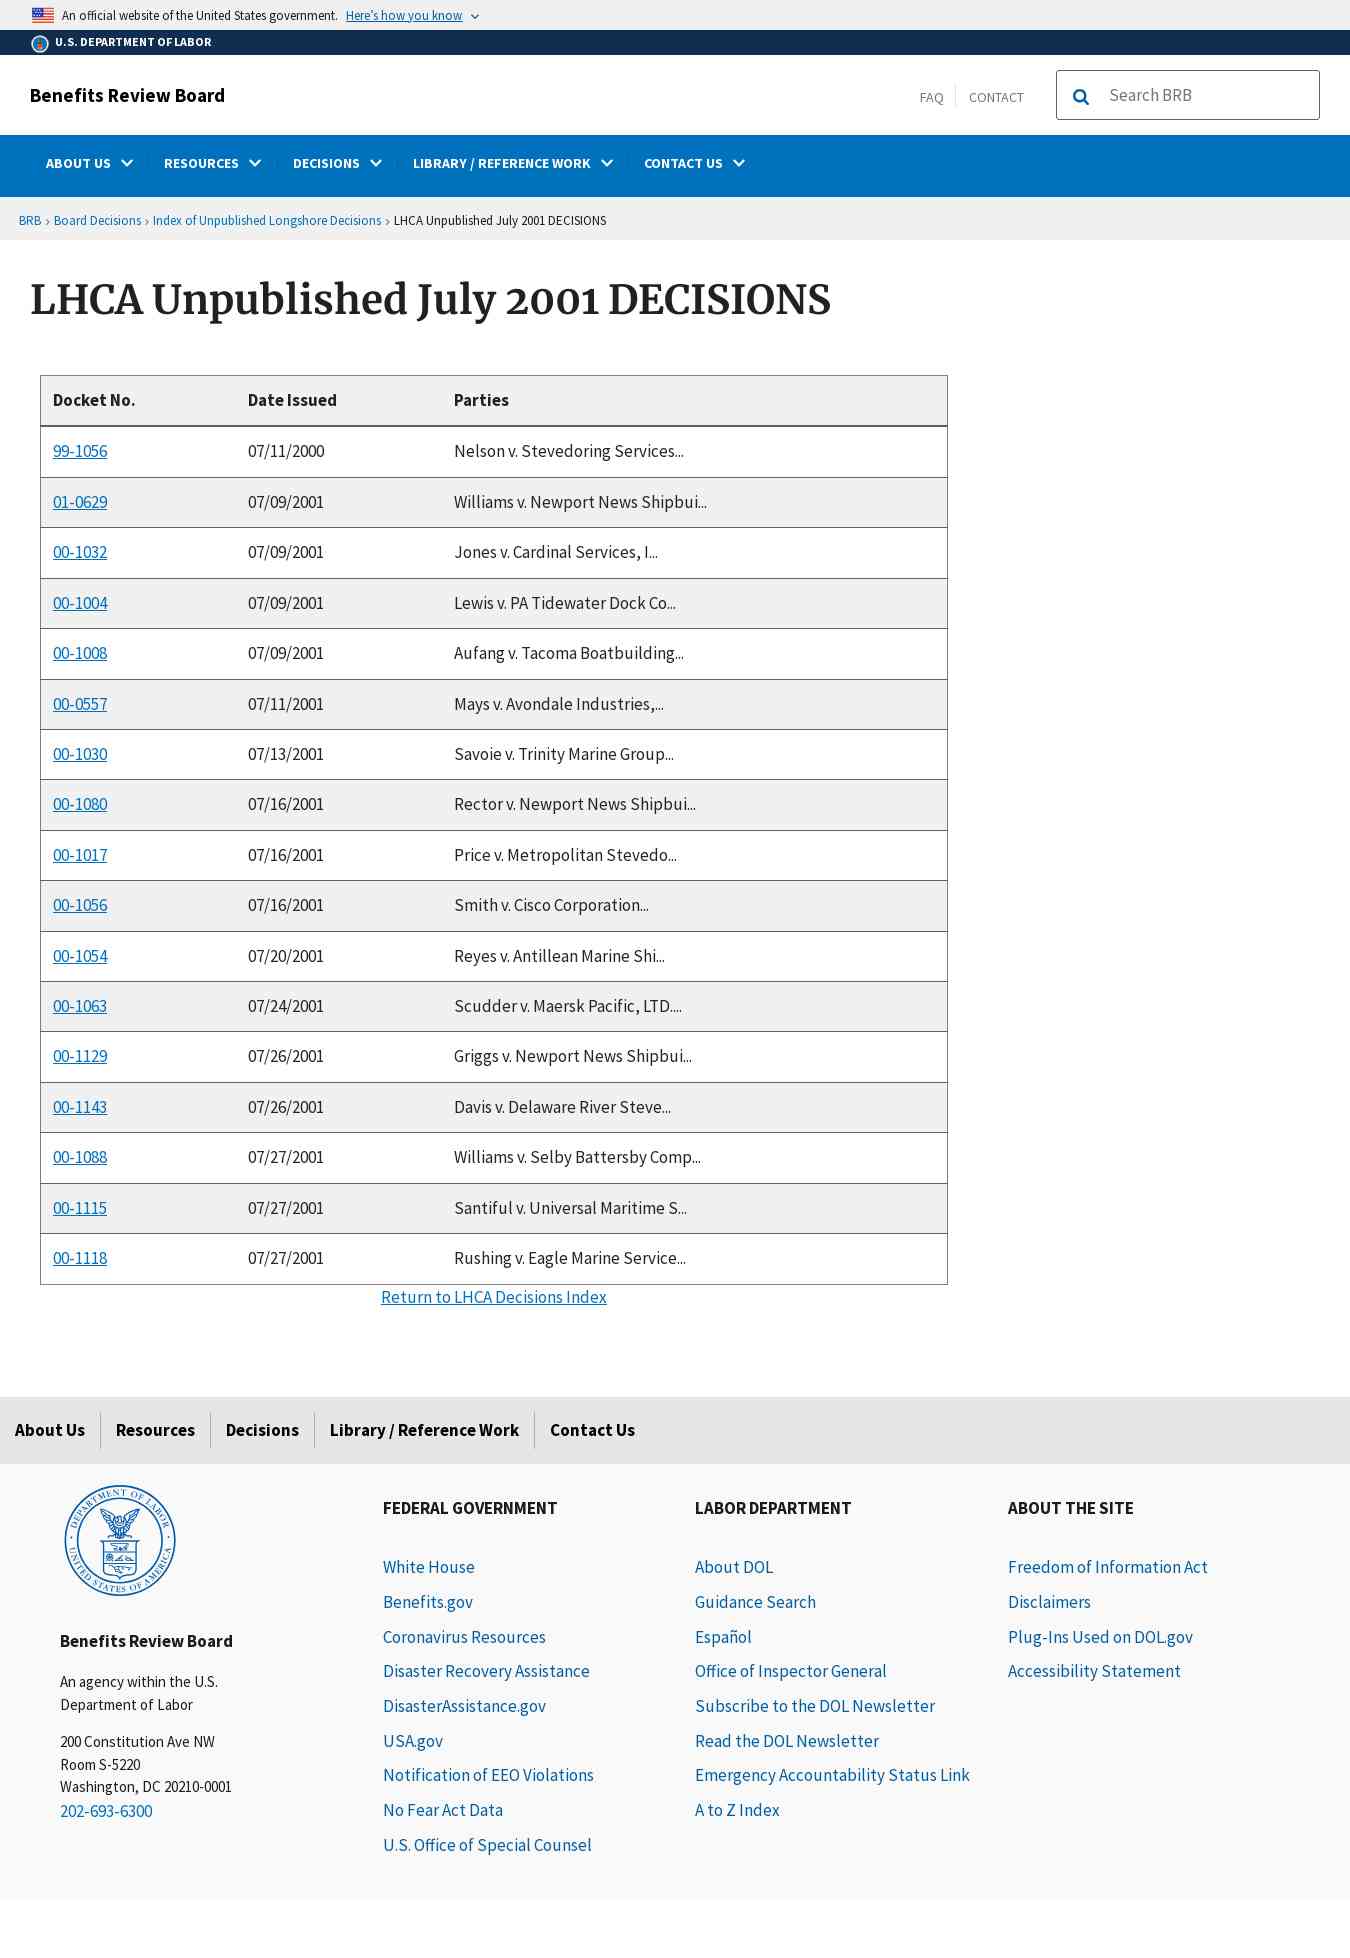 An official website of the United States government. Here's how you know
U.S. DEPARTMENT OF LABOR
Benefits Review Board
FAQ CONTACT Search BRB
ABOUT US RESOURCES DECISIONS LIBRARY / REFERENCE WORK CONTACT US
BRB › Board Decisions › Index of Unpublished Longshore Decisions › LHCA Unpublished July 2001 DECISIONS
LHCA Unpublished July 2001 DECISIONS
Docket No. Date Issued Parties
99-1056 07/11/2000 Nelson v. Stevedoring Services...
01-0629 07/09/2001 Williams v. Newport News Shipbui...
00-1032 07/09/2001 Jones v. Cardinal Services, I...
00-1004 07/09/2001 Lewis v. PA Tidewater Dock Co...
00-1008 07/09/2001 Aufang v. Tacoma Boatbuilding...
00-0557 07/11/2001 Mays v. Avondale Industries,...
00-1030 07/13/2001 Savoie v. Trinity Marine Group...
00-1080 07/16/2001 Rector v. Newport News Shipbui...
00-1017 07/16/2001 Price v. Metropolitan Stevedo...
00-1056 07/16/2001 Smith v. Cisco Corporation...
00-1054 07/20/2001 Reyes v. Antillean Marine Shi...
00-1063 07/24/2001 Scudder v. Maersk Pacific, LTD....
00-1129 07/26/2001 Griggs v. Newport News Shipbui...
00-1143 07/26/2001 Davis v. Delaware River Steve...
00-1088 07/27/2001 Williams v. Selby Battersby Comp...
00-1115 07/27/2001 Santiful v. Universal Maritime S...
00-1118 07/27/2001 Rushing v. Eagle Marine Service...
Return to LHCA Decisions Index
About Us Resources Decisions Library / Reference Work Contact Us
DEPARTMENT OF LABOR
UNITED STATES OF AMERICA
Benefits Review Board
An agency within the U.S.
Department of Labor
200 Constitution Ave NW
Room S-5220
Washington, DC 20210-0001
202-693-6300
FEDERAL GOVERNMENT
White House
Benefits.gov
Coronavirus Resources
Disaster Recovery Assistance
DisasterAssistance.gov
USA.gov
Notification of EEO Violations
No Fear Act Data
U.S. Office of Special Counsel
LABOR DEPARTMENT
About DOL
Guidance Search
Español
Office of Inspector General
Subscribe to the DOL Newsletter
Read the DOL Newsletter
Emergency Accountability Status Link
A to Z Index
ABOUT THE SITE
Freedom of Information Act
Disclaimers
Plug-Ins Used on DOL.gov
Accessibility Statement